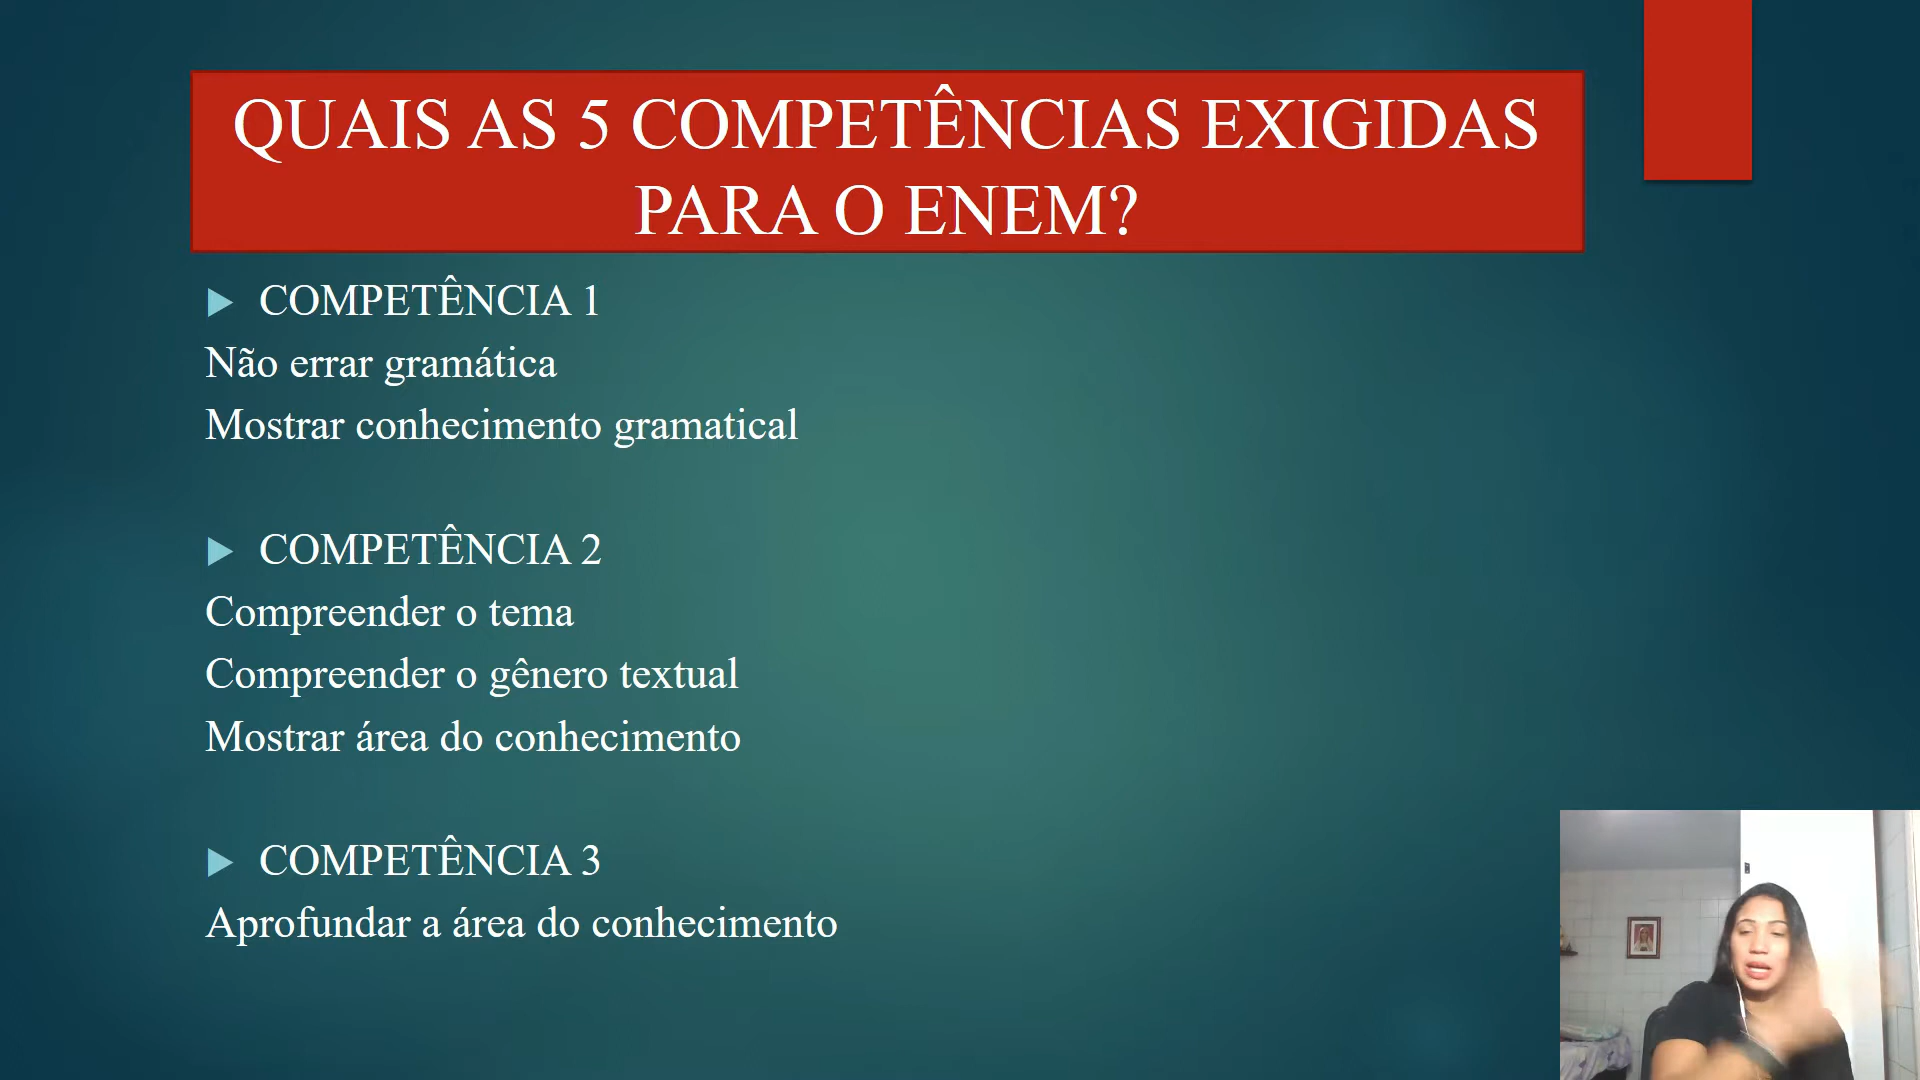 QUAIS AS 5 COMPETÊNCIAS EXIGIDAS
PARA O ENEM?
COMPETÊNCIA 1
Não errar gramática
Mostrar conhecimento gramatical
COMPETÊNCIA 2
Compreender o tema
Compreender o gênero textual
Mostrar área do conhecimento
COMPETÊNCIA 3
Aprofundar a área do conhecimento